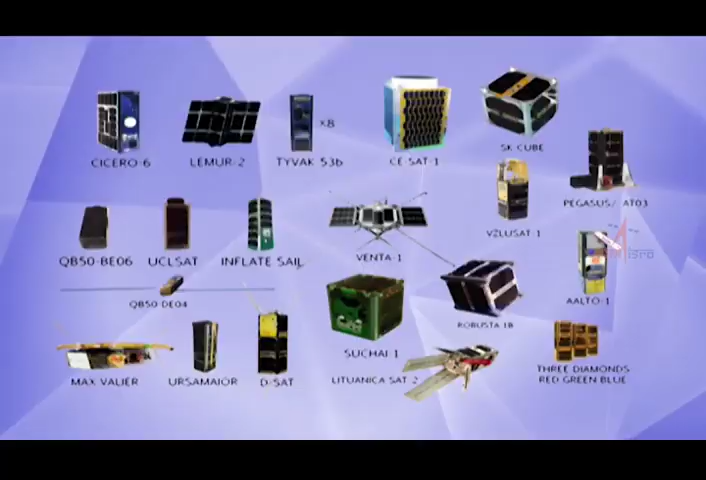 CICERO-6
LEMUR-2
TYVAK 53b
x8
CE SAT-1
SK CUBE
PEGASUS/ AT03
QB50-BE06
UCLSAT
INFLATE SAIL
VENTA-1
VZLUSAT-1
isro
QB50 DE04
ROBUSTA 1B
AALTO-1
SUCHAI 1
MAX VALIER
URSAMAIOR
D-SAT
LITUANICA SAT 2
THREE DIAMONDS
RED GREEN BLUE